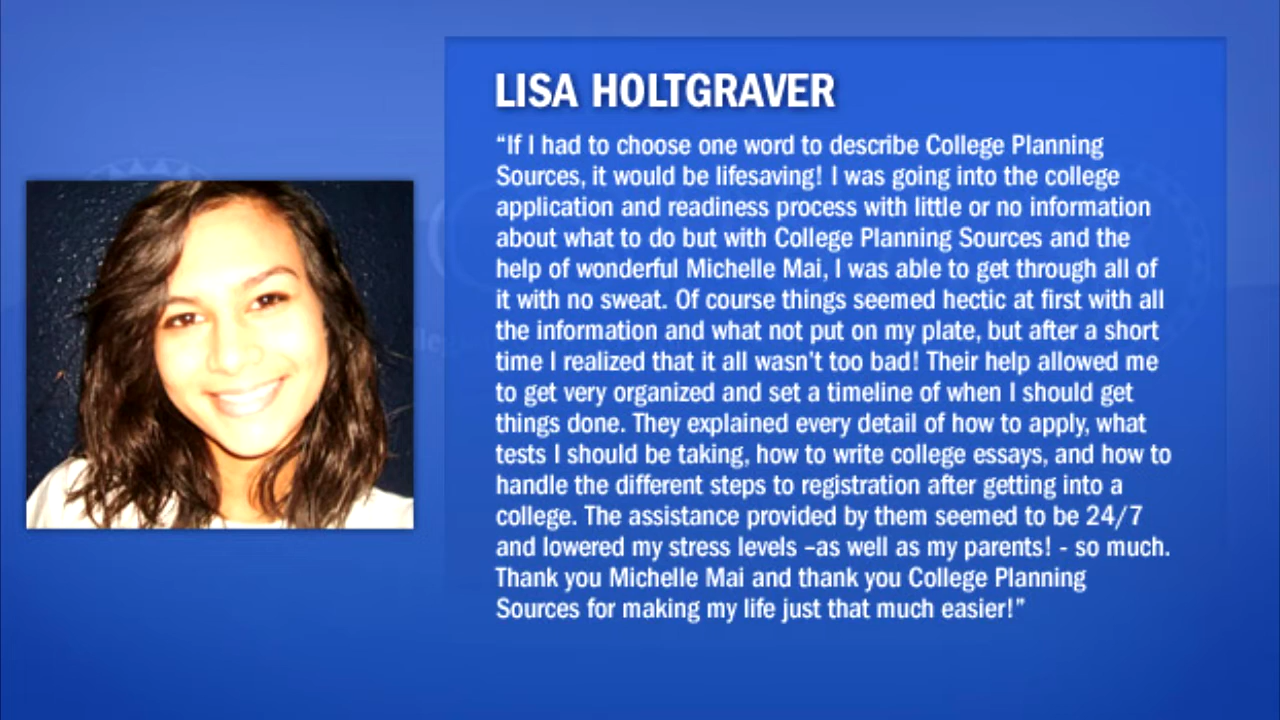 LISA HOLTGRAVER
“If I had to choose one word to describe College Planning
Sources, it would be lifesaving! I was going into the college
application and readiness process with little or no information
about what to do but with College Planning Sources and the
help of wonderful Michelle Mai, I was able to get through all of
it with no sweat. Of course things seemed hectic at first with all
the information and what not put on my plate, but after a short
time I realized that it all wasn’t too bad! Their help allowed me
to get very organized and set a timeline of when I should get
things done. They explained every detail of how to apply, what
tests I should be taking, how to write college essays, and how to
handle the different steps to registration after getting into a
college. The assistance provided by them seemed to be 24/7
and lowered my stress levels –as well as my parents! - so much.
Thank you Michelle Mai and thank you College Planning
Sources for making my life just that much easier!”